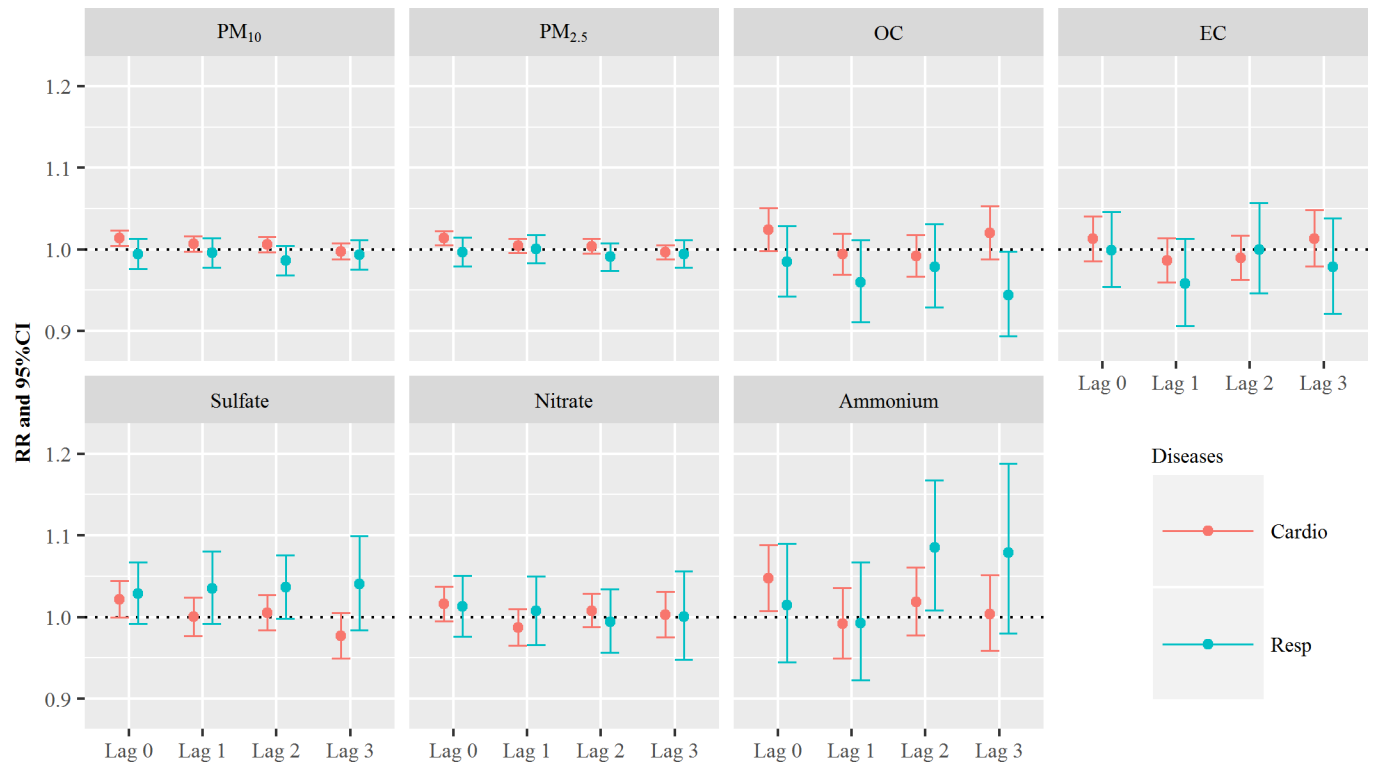 PM10 PM2.5 OC EC
1.2
1.1
1.0
0.9
RR and 95%CI
Lag 0 Lag 1 Lag 2 Lag 3
Sulfate Nitrate Ammonium
1.2
1.1
1.0
0.9
Lag 0 Lag 1 Lag 2 Lag 3 Lag 0 Lag 1 Lag 2 Lag 3 Lag 0 Lag 1 Lag 2 Lag 3
Diseases
Cardio
Resp